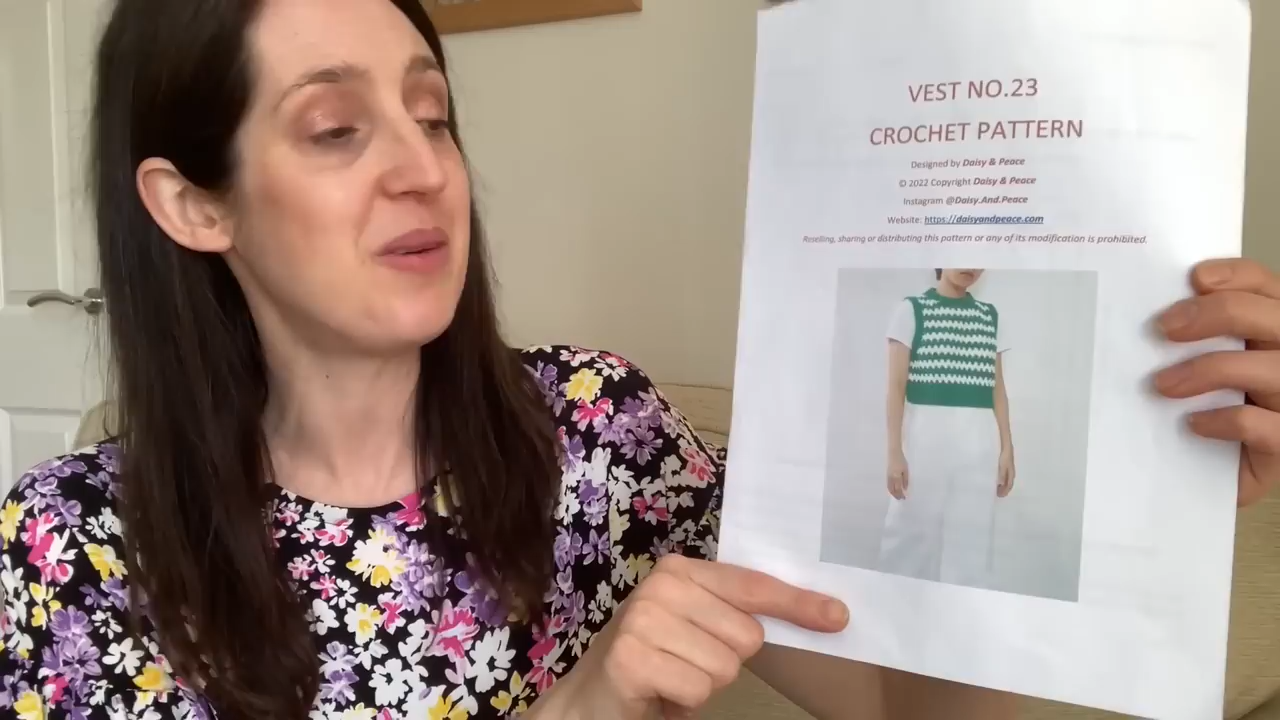 VEST NO.23
CROCHET PATTERN
Designed by Daisy & Peace
© 2022 Copyright Daisy & Peace
Instagram @Daisy.And.Peace
Website: https://daisyandpeace.com
Reselling, sharing or distributing this pattern or any of its modification is prohibited.